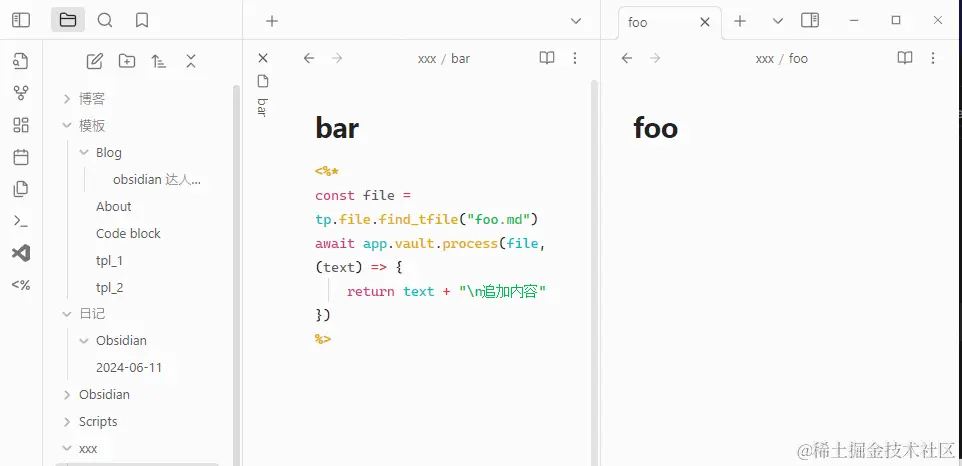 foo
xxx / bar
xxx / foo
博客
模板
Blog
obsidian 达人...
About
Code block
tpl_1
tpl_2
日记
Obsidian
2024-06-11
Obsidian
Scripts
xxx
<%
bar
bar
<%*
const file =
tp.file.find_tfile("foo.md")
await app.vault.process(file,
(text) => {
return text + "\n追加内容"
})
%>
foo
@稀土掘金技术社区